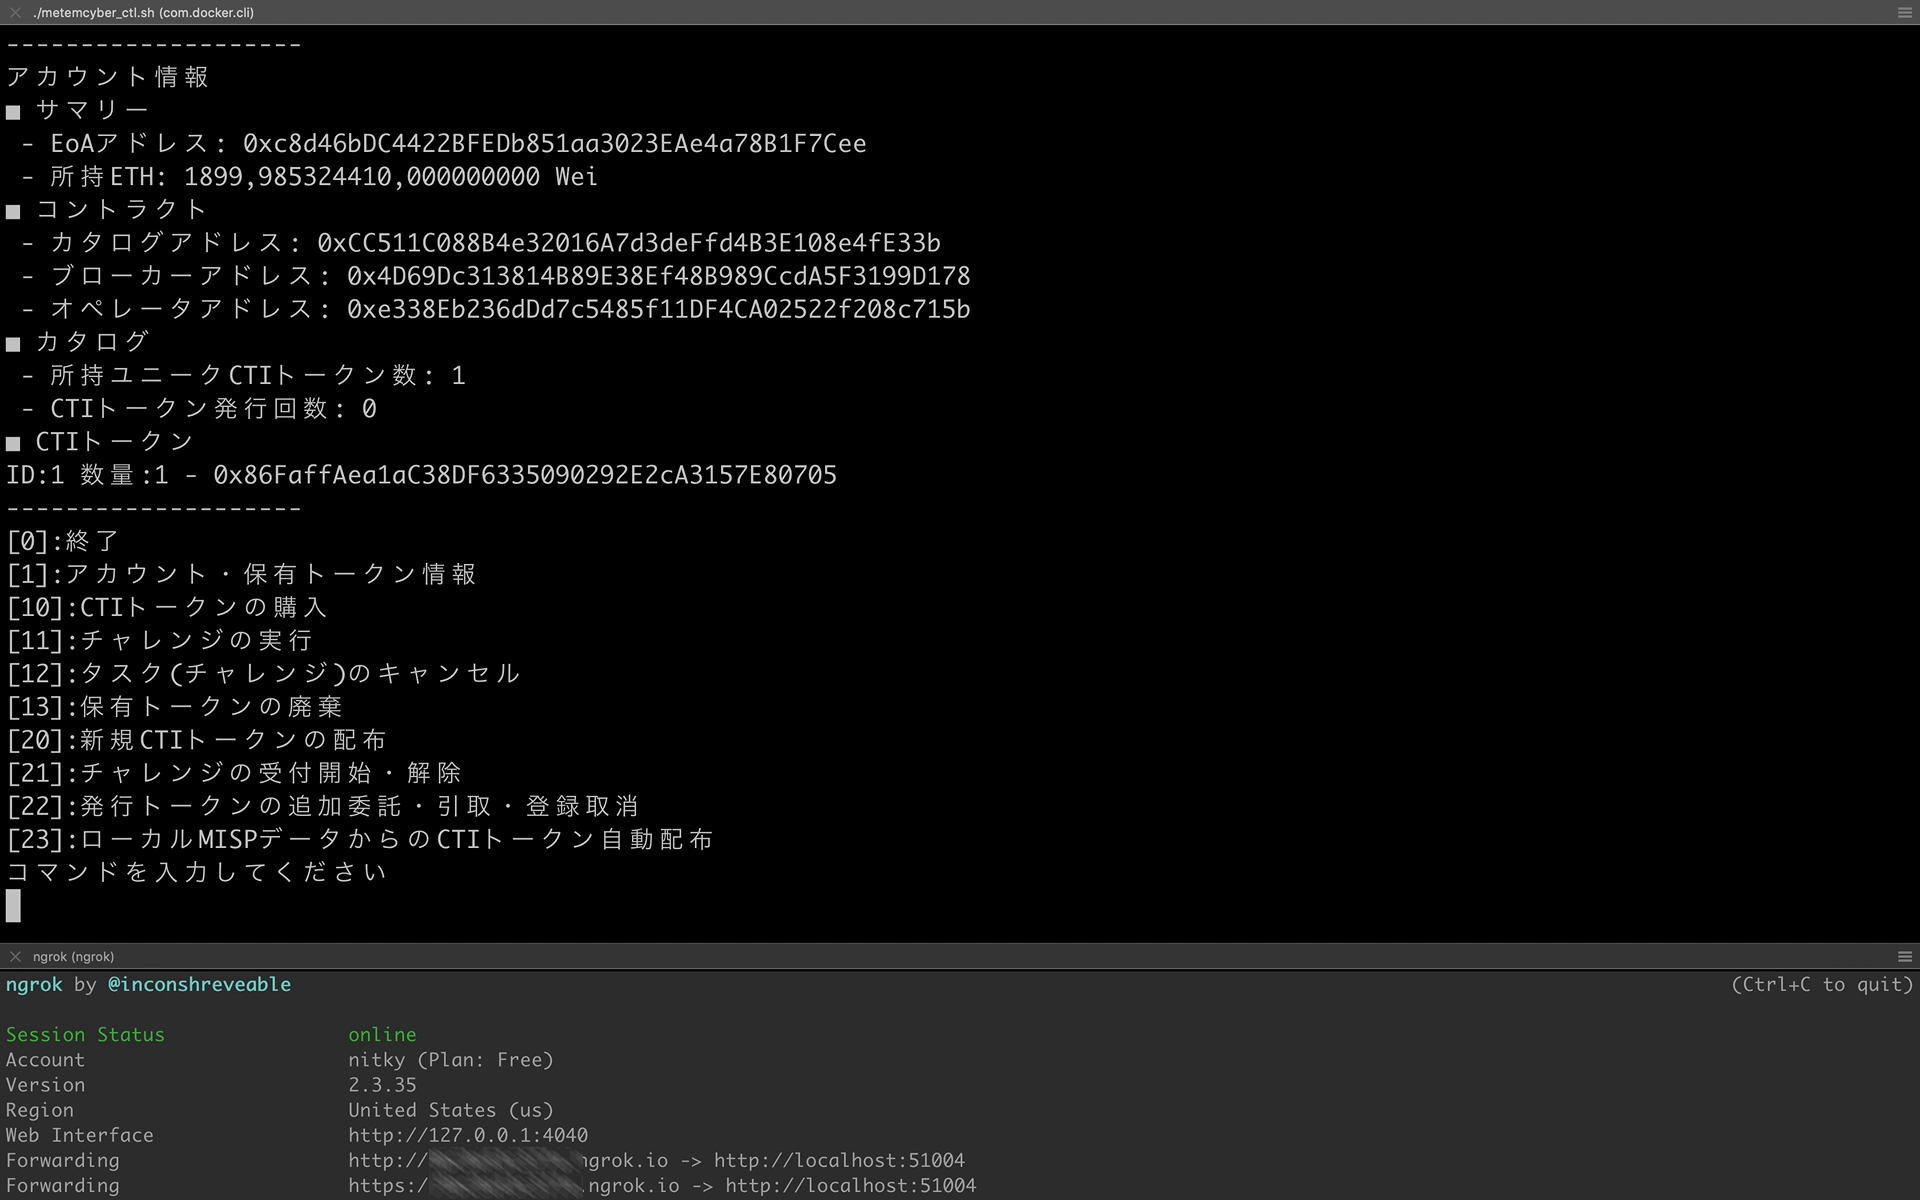 ./metemcyber_ctl.sh (com.docker.cli)
--------------------
アカウント情報
■ サマリー
- EoAアドレス: 0xc8d46bDC4422BFEDb851aa3023EAe4a78B1F7Cee
- 所持ETH: 1899,985324410,000000000 Wei
■ コントラクト
- カタログアドレス: 0xCC511C088B4e32016A7d3deFfd4B3E108e4fE33b
- ブローカーアドレス: 0x4D69Dc313814B89E38Ef48B989CcdA5F3199D178
- オペレータアドレス: 0xe338Eb236dDd7c5485f11DF4CA02522f208c715b
■ カタログ
- 所持ユニークCTIトークン数: 1
- CTIトークン発行回数: 0
■ CTIトークン
ID:1 数量:1 - 0x86FaffAea1aC38DF6335090292E2cA3157E80705
--------------------
[0]:終了
[1]:アカウント・保有トークン情報
[10]:CTIトークンの購入
[11]:チャレンジの実行
[12]:タスク(チャレンジ)のキャンセル
[13]:保有トークンの廃棄
[20]:新規CTIトークンの配布
[21]:チャレンジの受付開始・解除
[22]:発行トークンの追加委託・引取・登録取消
[23]:ローカルMISPデータからのCTIトークン自動配布
コマンドを入力してください
ngrok (ngrok)
ngrok by @inconshreveable (Ctrl+C to quit)
Session Status online
Account nitky (Plan: Free)
Version 2.3.35
Region United States (us)
Web Interface http://127.0.0.1:4040
Forwarding http:// ngrok.io -> http://localhost:51004
Forwarding https:/ .ngrok.io -> http://localhost:51004